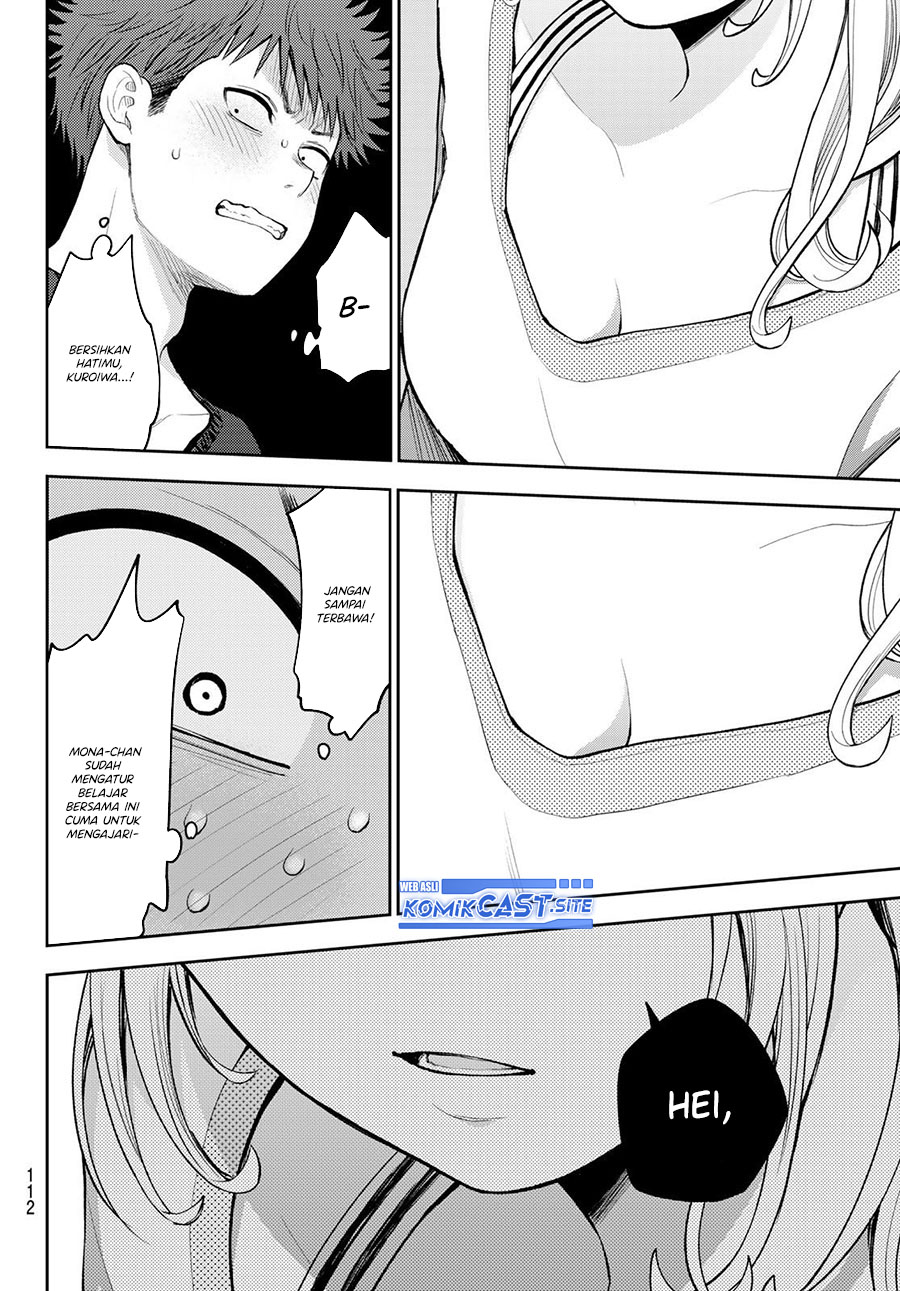 B-
BERSIHKAN
HATIMU,
KUROIWA...!
JANGAN
SAMPAI
TERBAWA!
MONA-CHAN
SUDAH
MENGATUR
BELAJAR
BERSAMA INI
CUMA UNTUK
MENGAJARI-
WEB ASLI
KOMIKCAST.SITE
HEI,
112